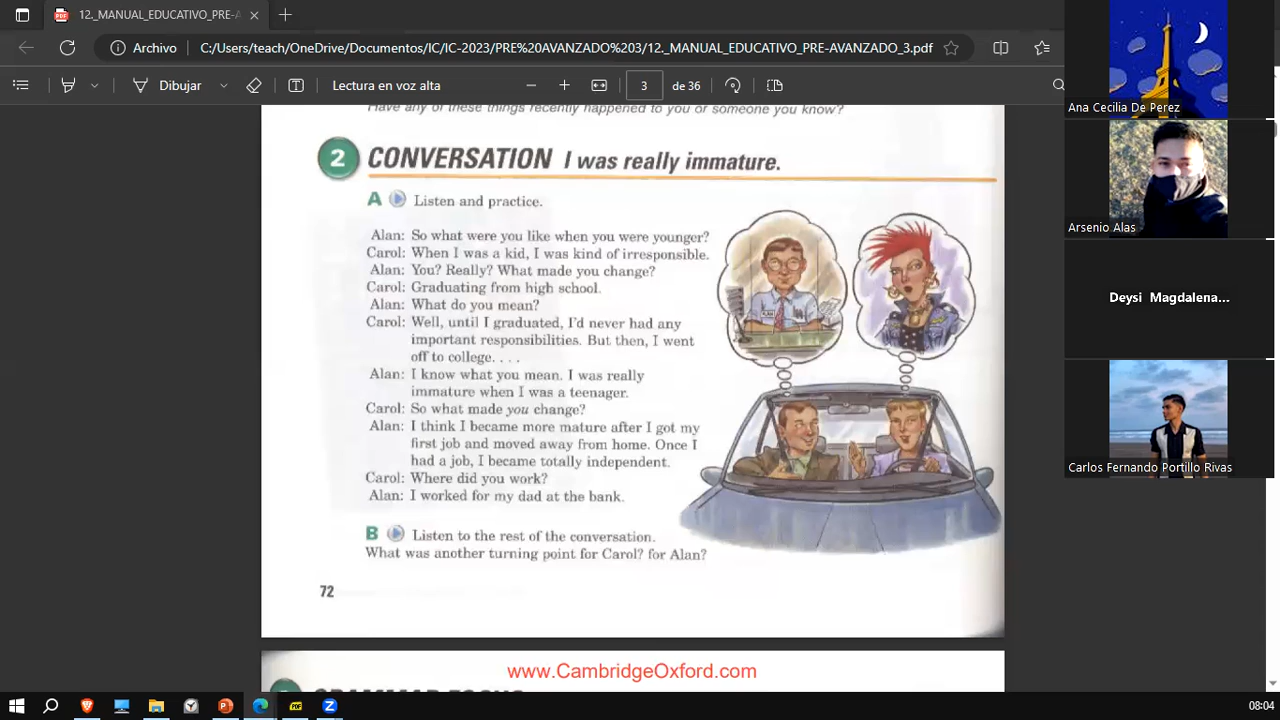 12._MANUAL_EDUCATIVO_PRE-A
Archivo
C:/Users/teach/OneDrive/Documentos/IC/IC-2023/PRE%20AVANZADO%203/12._MANUAL_EDUCATIVO_PRE-AVANZADO_3.pdf
Dibujar
Lectura en voz alta
3
de 36
Have any of these things recently happened to you or someone you know?
2 CONVERSATION I was really immature.
A Listen and practice.
Alan: So what were you like when you were younger?
Carol: When I was a kid, I was kind of irresponsible.
Alan: You? Really? What made you change?
Carol: Graduating from high school.
Alan: What do you mean?
Carol: Well, until I graduated, I'd never had any
important responsibilities. But then, I went
off to college. . . .
Alan: I know what you mean. I was really
immature when I was a teenager.
Carol: So what made you change?
Alan: I think I became more mature after I got my
first job and moved away from home. Once I
had a job, I became totally independent.
Carol: Where did you work?
Alan: I worked for my dad at the bank.
B Listen to the rest of the conversation.
What was another turning point for Carol? for Alan?
72
www.CambridgeOxford.com
GRAMMAR FOCUS
Ana Cecilia De Perez
Arsenio Alas
Deysi Magdalena...
Carlos Fernando Portillo Rivas
08:04